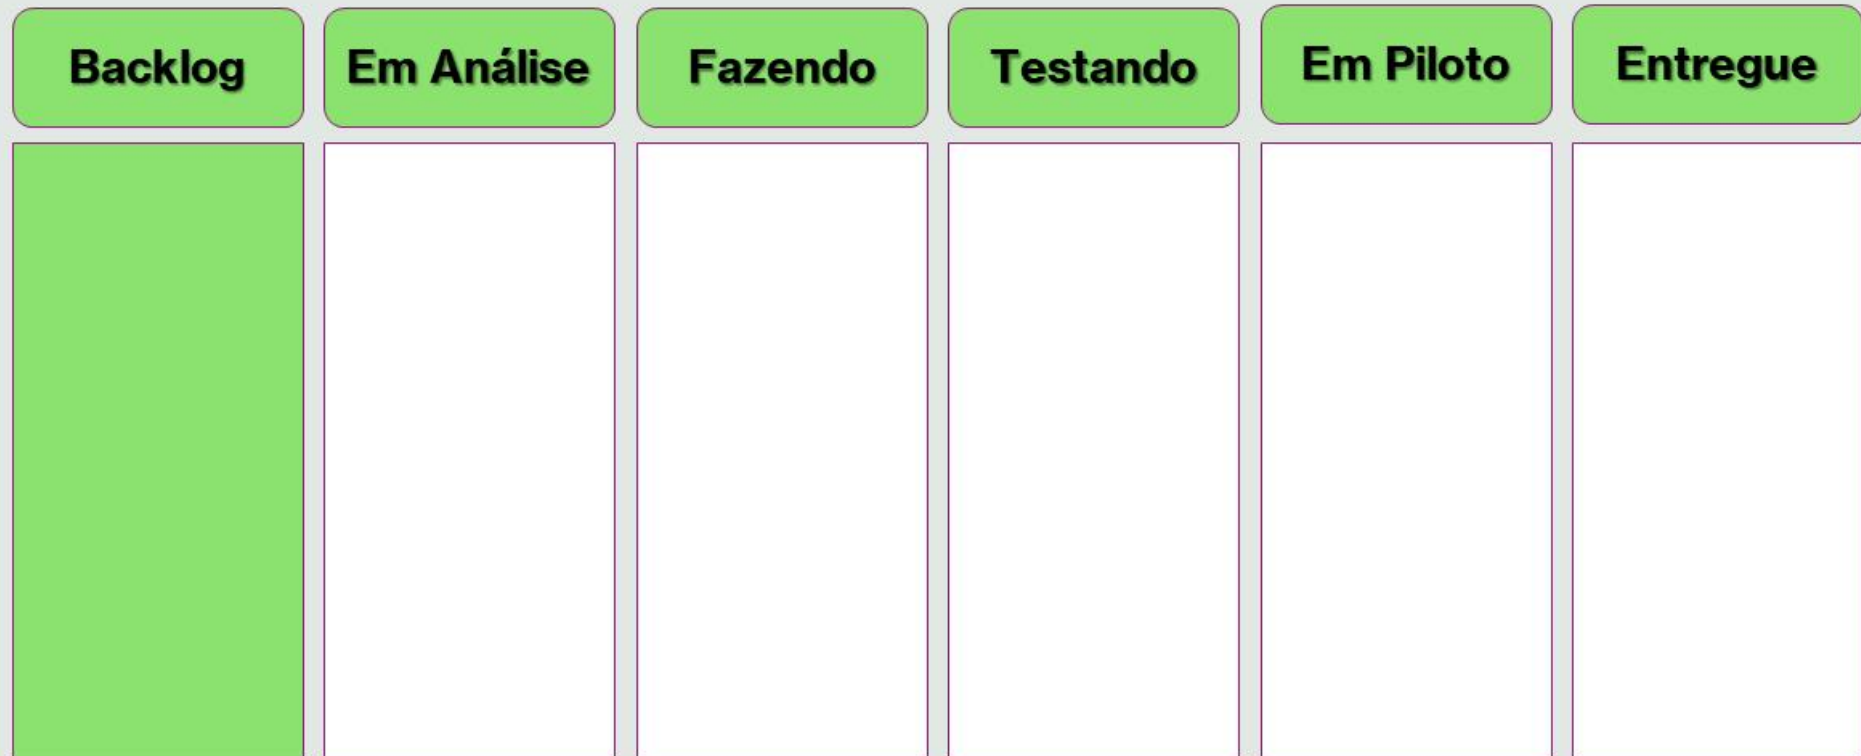 Backlog
Em Análise
Fazendo
Testando
Em Piloto
Entregue